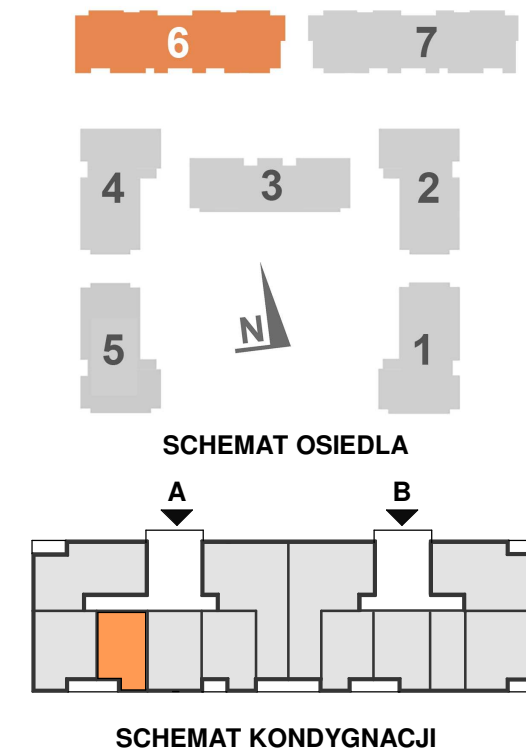 6 7
4 3 2
N
5 1
SCHEMAT OSIEDLA
A B
SCHEMAT KONDYGNACJI